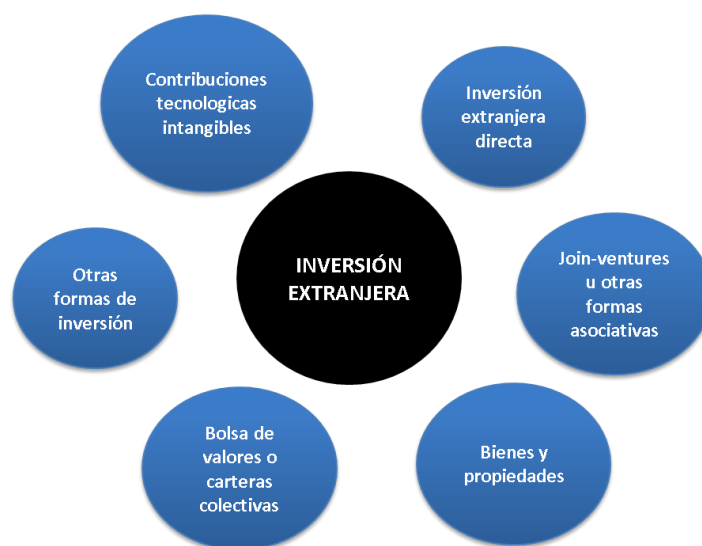 Contribuciones
tecnologicas
intangibles
Inversión
extranjera
directa
INVERSIÓN
EXTRANJERA
Otras
formas de
inversión
Join-ventures
u otras
formas
asociativas
Bolsa de
valores o
carteras
colectivas
Bienes y
propiedades